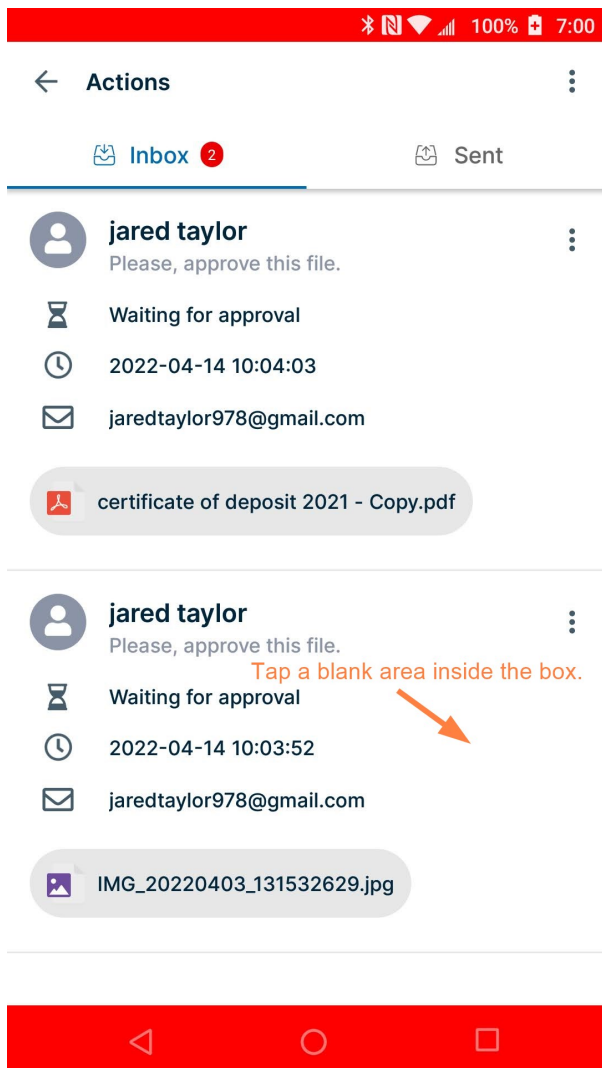 100% 7:00
Actions
Inbox 2 Sent
jared taylor
Please, approve this file.
Waiting for approval
2022-04-14 10:04:03
jaredtaylor978@gmail.com
certificate of deposit 2021 - Copy.pdf
jared taylor
Please, approve this file.
Tap a blank area inside the box.
Waiting for approval
2022-04-14 10:03:52
jaredtaylor978@gmail.com
IMG_20220403_131532629.jpg